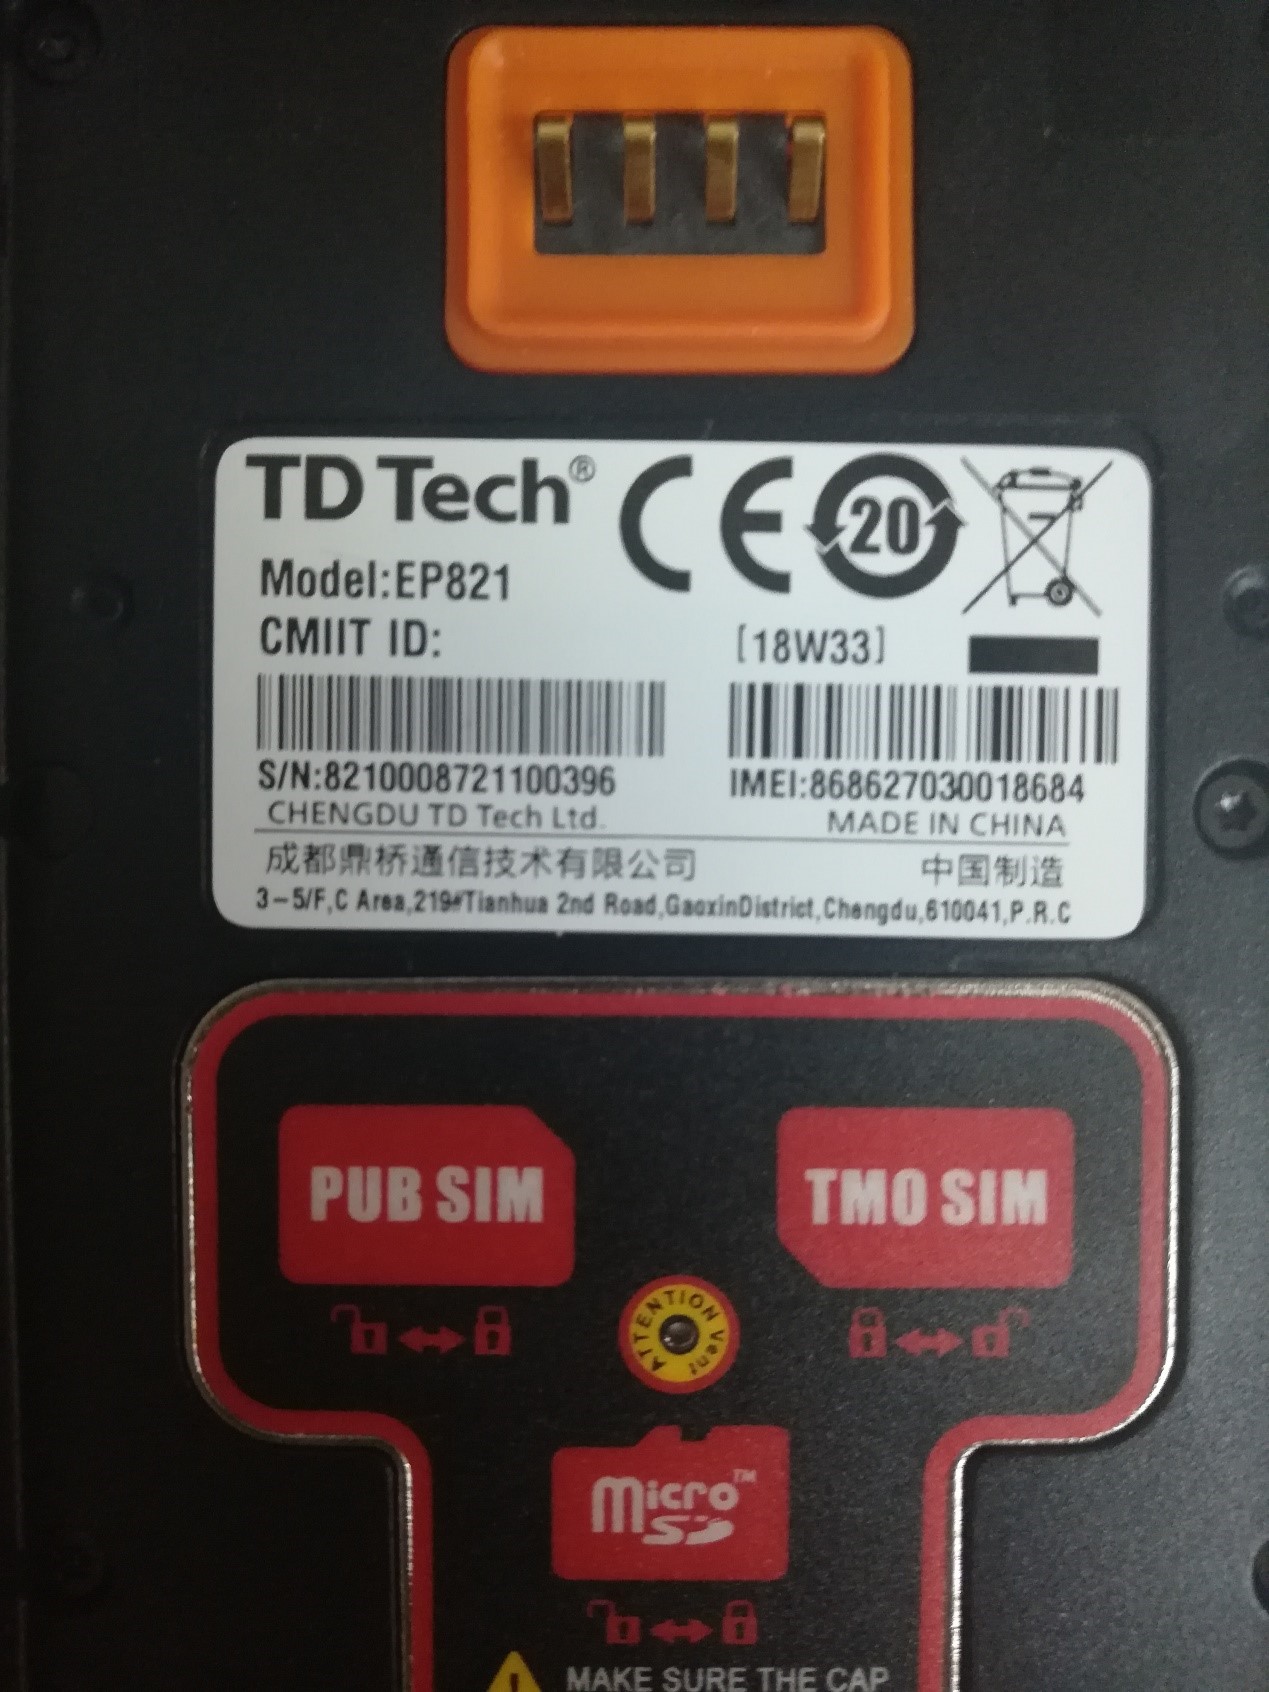 TD Tech® CE 20
Model:EP821
CMIIT ID: [18W33]
S/N:8210008721100396 IMEI:868627030018684
CHENGDU TD Tech Ltd. MADE IN CHINA
成都鼎桥通信技术有限公司 中国制造
3-5/F,C Area,219#Tianhua 2nd Road,GaoxinDistrict,Chengdu,610041,P.R.C
PUB SIM TMO SIM
ATTENTION Vent
Micro SD™
! MAKE SURE THE CAP